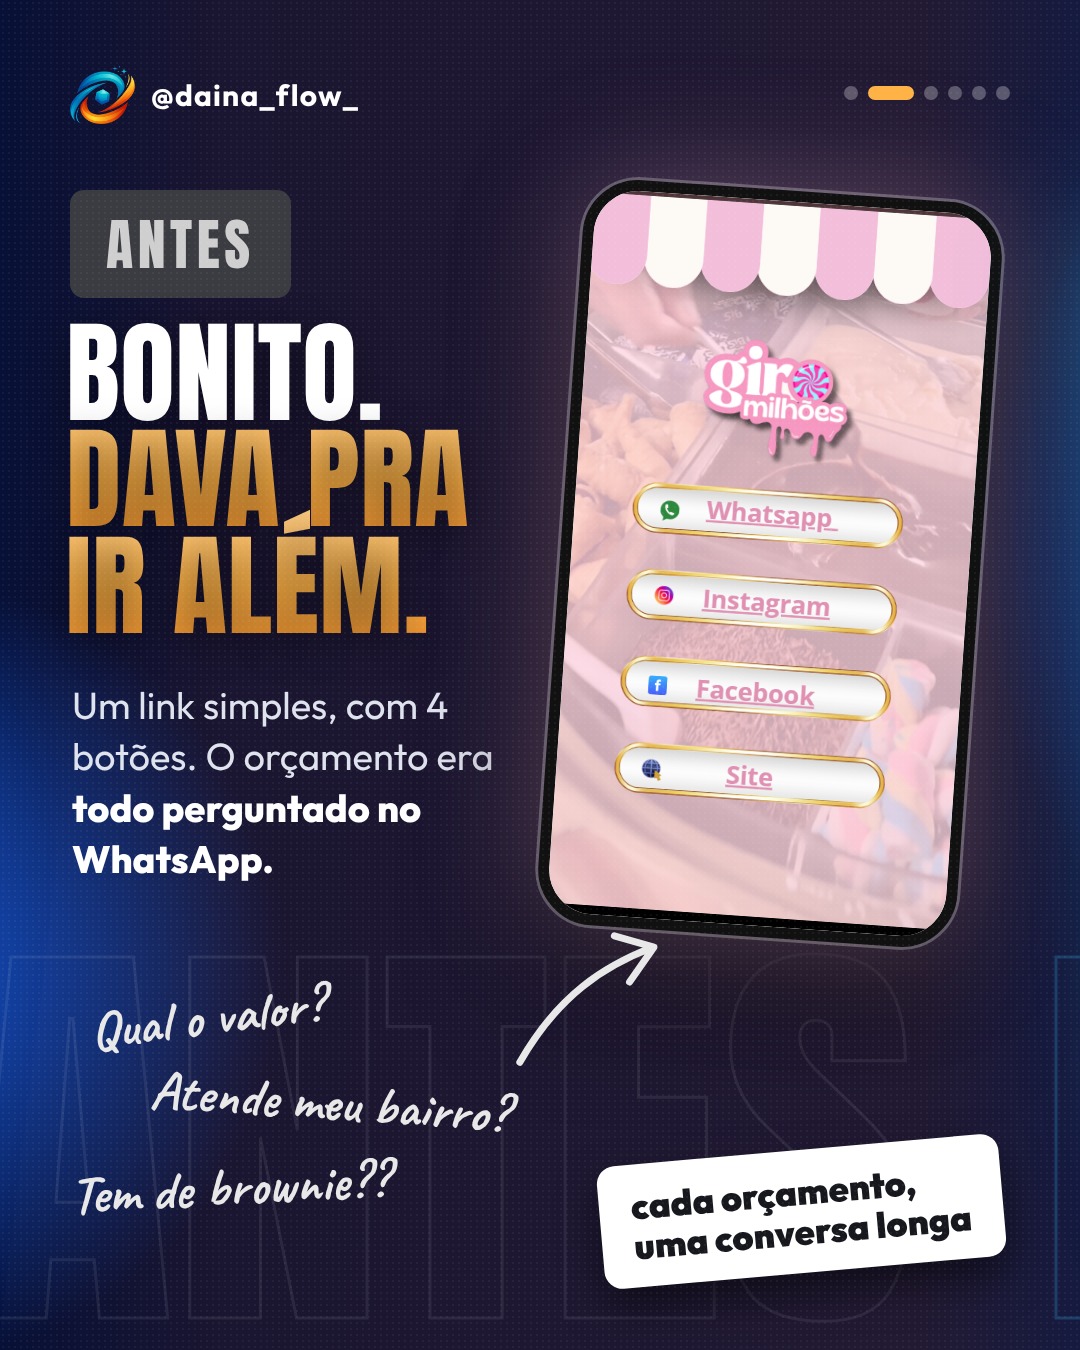 @daina_flow_
ANTES
BONITO.
DAVA PRA
IR ALÉM.
Um link simples, com 4
botões. O orçamento era
todo perguntado no
WhatsApp.
giro
milhões
Whatsapp
Instagram
Facebook
Site
Qual o valor?
Atende meu bairro?
Tem de brownie??
cada orçamento,
uma conversa longa
ANTES